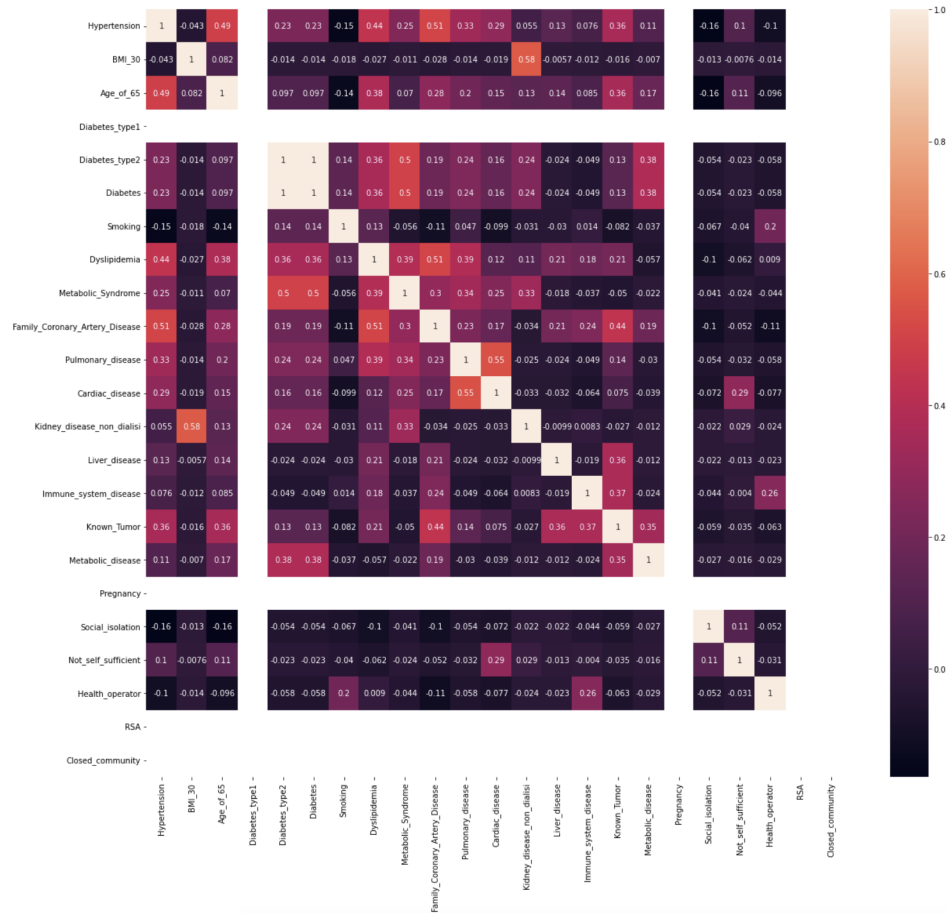 Hypertension - 1 -0.043 0.49 0.23 0.23 -0.15 0.44 0.25 0.51 0.33 0.29 0.055 0.13 0.076 0.36 0.11 -0.16 0.1 -0.1
BMI_30 - -0.043 1 0.082 -0.014 -0.014 -0.018 -0.027 -0.011 -0.028 -0.014 -0.019 0.58 -0.0057 -0.012 -0.016 -0.007 -0.013 -0.0076 -0.014
Age_of_65 - 0.49 0.082 1 0.097 0.097 -0.14 0.38 0.07 0.28 0.2 0.15 0.13 0.14 0.085 0.36 0.17 -0.16 0.11 -0.096
Diabetes_type1 -
Diabetes_type2 - 0.23 -0.014 0.097 1 1 0.14 0.36 0.5 0.19 0.24 0.16 0.24 -0.024 -0.049 0.13 0.38 -0.054 -0.023 -0.058
Diabetes - 0.23 -0.014 0.097 1 1 0.14 0.36 0.5 0.19 0.24 0.16 0.24 -0.024 -0.049 0.13 0.38 -0.054 -0.023 -0.058
Smoking - -0.15 -0.018 -0.14 0.14 0.14 1 0.13 -0.056 -0.11 0.047 -0.099 -0.031 -0.03 0.014 -0.082 -0.037 -0.067 -0.04 0.2
Dyslipidemia - 0.44 -0.027 0.38 0.36 0.36 0.13 1 0.39 0.51 0.39 0.12 0.11 0.21 0.18 0.21 -0.057 -0.1 -0.062 0.009
Metabolic_Syndrome - 0.25 -0.011 0.07 0.5 0.5 -0.056 0.39 1 0.3 0.34 0.25 0.33 -0.018 -0.037 -0.05 -0.022 -0.041 -0.024 -0.044
Family_Coronary_Artery_Disease - 0.51 -0.028 0.28 0.19 0.19 -0.11 0.51 0.3 1 0.23 0.17 -0.034 0.21 0.24 0.44 0.19 -0.1 -0.052 -0.11
Pulmonary_disease - 0.33 -0.014 0.2 0.24 0.24 0.047 0.39 0.34 0.23 1 0.55 -0.025 -0.024 -0.049 0.14 -0.03 -0.054 -0.032 -0.058
Cardiac_disease - 0.29 -0.019 0.15 0.16 0.16 -0.099 0.12 0.25 0.17 0.55 1 -0.033 -0.032 -0.064 0.075 -0.039 -0.072 0.29 -0.077
Kidney_disease_non_dialisi - 0.055 0.58 0.13 0.24 0.24 -0.031 0.11 0.33 -0.034 -0.025 -0.033 1 -0.0099 0.0083 -0.027 -0.012 -0.022 0.029 -0.024
Liver_disease - 0.13 -0.0057 0.14 -0.024 -0.024 -0.03 0.21 -0.018 0.21 -0.024 -0.032 -0.0099 1 -0.019 0.36 -0.012 -0.022 -0.013 -0.023
Immune_system_disease - 0.076 -0.012 0.085 -0.049 -0.049 0.014 0.18 -0.037 0.24 -0.049 -0.064 0.0083 -0.019 1 0.37 -0.024 -0.044 -0.004 0.26
Known_Tumor - 0.36 -0.016 0.36 0.13 0.13 -0.082 0.21 -0.05 0.44 0.14 0.075 -0.027 0.36 0.37 1 0.35 -0.059 -0.035 -0.063
Metabolic_disease - 0.11 -0.007 0.17 0.38 0.38 -0.037 -0.057 -0.022 0.19 -0.03 -0.039 -0.012 -0.012 -0.024 0.35 1 -0.027 -0.016 -0.029
Pregnancy -
Social_isolation - -0.16 -0.013 -0.16 -0.054 -0.054 -0.067 -0.1 -0.041 -0.1 -0.054 -0.072 -0.022 -0.022 -0.044 -0.059 -0.027 1 0.11 -0.052
Not_self_sufficient - 0.1 -0.0076 0.11 -0.023 -0.023 -0.04 -0.062 -0.024 -0.052 -0.032 0.29 0.029 -0.013 -0.004 -0.035 -0.016 0.11 1 -0.031
Health_operator - -0.1 -0.014 -0.096 -0.058 -0.058 0.2 0.009 -0.044 -0.11 -0.058 -0.077 -0.024 -0.023 0.26 -0.063 -0.029 -0.052 -0.031 1
RSA -
Closed_community -
Hypertension -
BMI_30 -
Age_of_65 -
Diabetes_type1 -
Diabetes_type2 -
Diabetes -
Smoking -
Dyslipidemia -
Metabolic_Syndrome -
Family_Coronary_Artery_Disease -
Pulmonary_disease -
Cardiac_disease -
Kidney_disease_non_dialisi -
Liver_disease -
Immune_system_disease -
Known_Tumor -
Metabolic_disease -
Pregnancy -
Social_isolation -
Not_self_sufficient -
Health_operator -
RSA -
Closed_community -
- 1.0
- 0.8
- 0.6
- 0.4
- 0.2
- 0.0